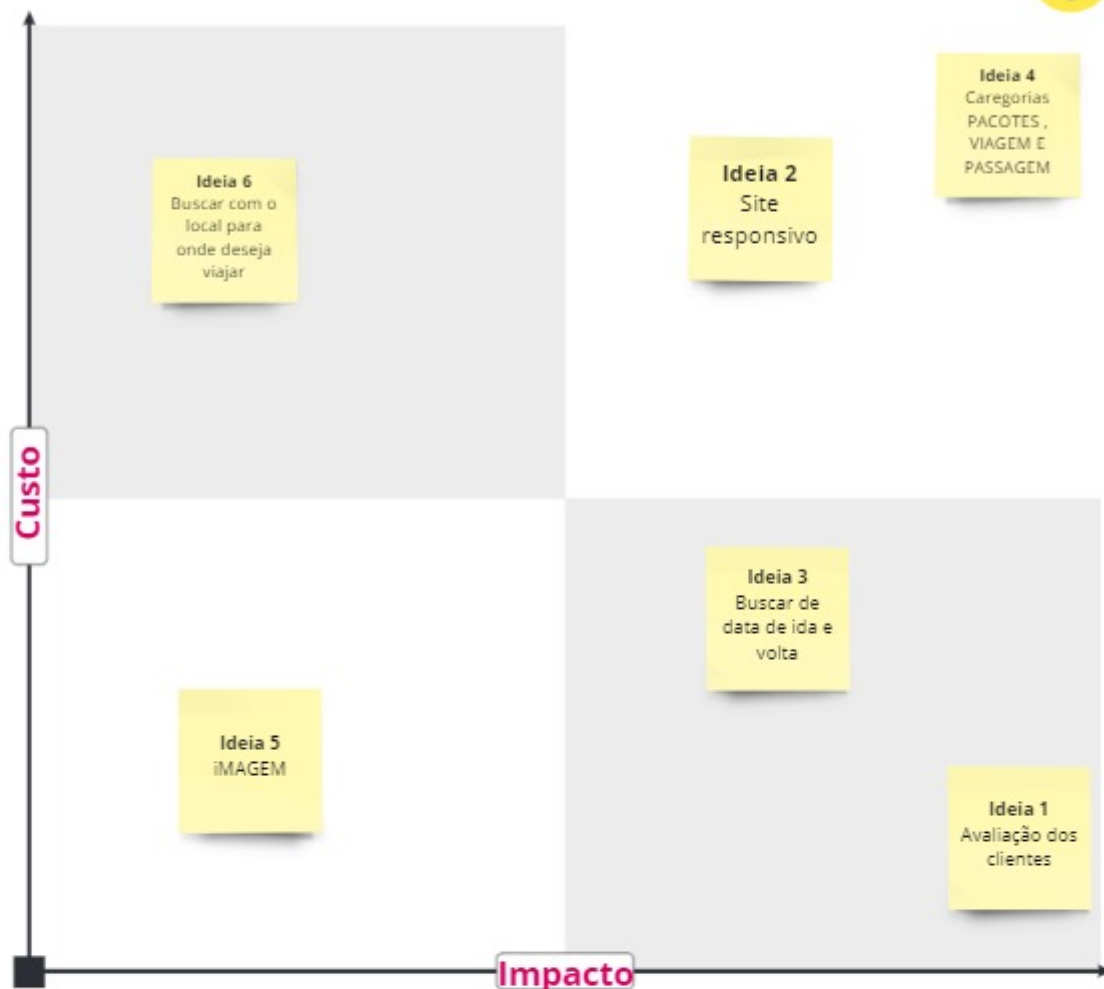 Ideia 4
Caregorias
PACOTES ,
VIAGEM E
PASSAGEM
Ideia 2
Site
responsivo
Ideia 6
Buscar com o
local para
onde deseja
viajar
Custo
Ideia 3
Buscar de
data de ida e
volta
Ideia 5
iMAGEM
Ideia 1
Avaliação dos
clientes
Impacto